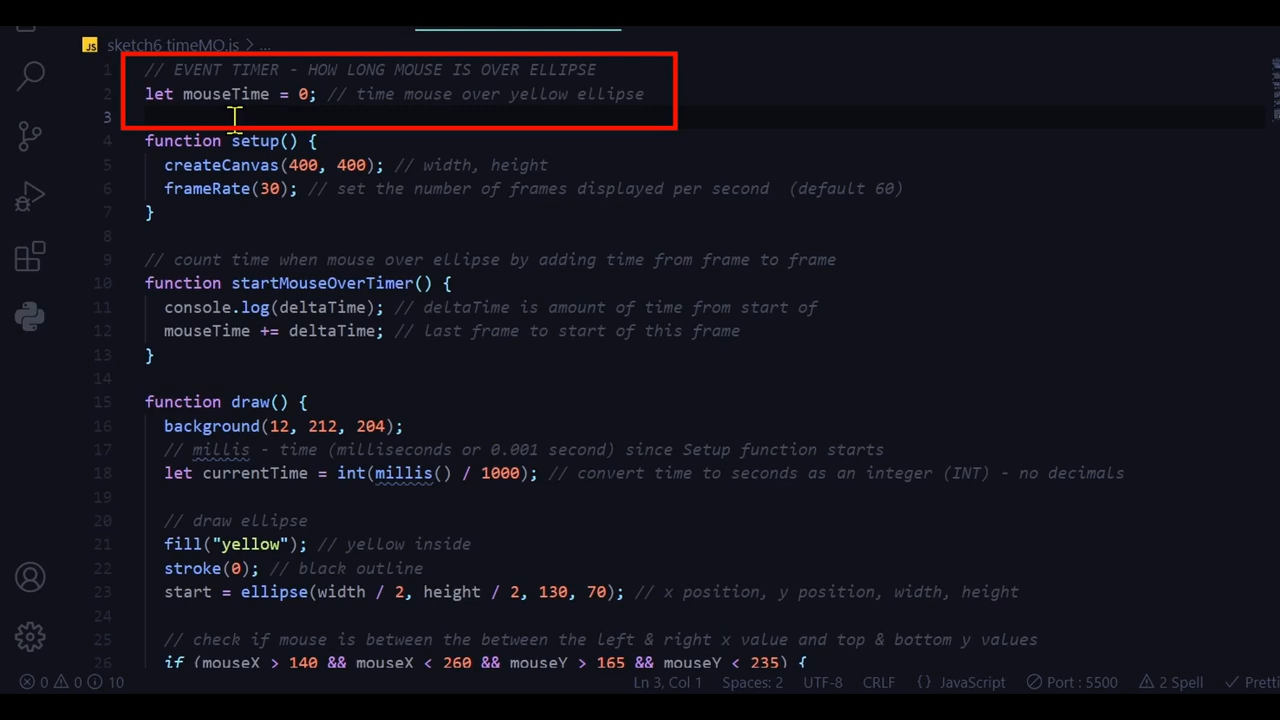 JS sketch6 timeMO.js > ...
1 // EVENT TIMER - HOW LONG MOUSE IS OVER ELLIPSE
2 let mouseTime = 0; // time mouse over yellow ellipse
3
4 function setup() {
5 createCanvas(400, 400); // width, height
6 frameRate(30); // set the number of frames displayed per second (default 60)
7 }
8
9 // count time when mouse over ellipse by adding time from frame to frame
10 function startMouseOverTimer() {
11 console.log(deltaTime); // deltaTime is amount of time from start of
12 mouseTime += deltaTime; // last frame to start of this frame
13 }
14
15 function draw() {
16 background(12, 212, 204);
17 // millis - time (milliseconds or 0.001 second) since Setup function starts
18 let currentTime = int(millis() / 1000); // convert time to seconds as an integer (INT) - no decimals
19
20 // draw ellipse
21 fill("yellow"); // yellow inside
22 stroke(0); // black outline
23 start = ellipse(width / 2, height / 2, 130, 70); // x position, y position, width, height
24
25 // check if mouse is between the between the left & right x value and top & bottom y values
26 if (mouseX > 140 && mouseX < 260 && mouseY > 165 && mouseY < 235) {
0 0 10 Ln 3, Col 1 Spaces: 2 UTF-8 CRLF {} JavaScript Port : 5500 2 Spell Pretti